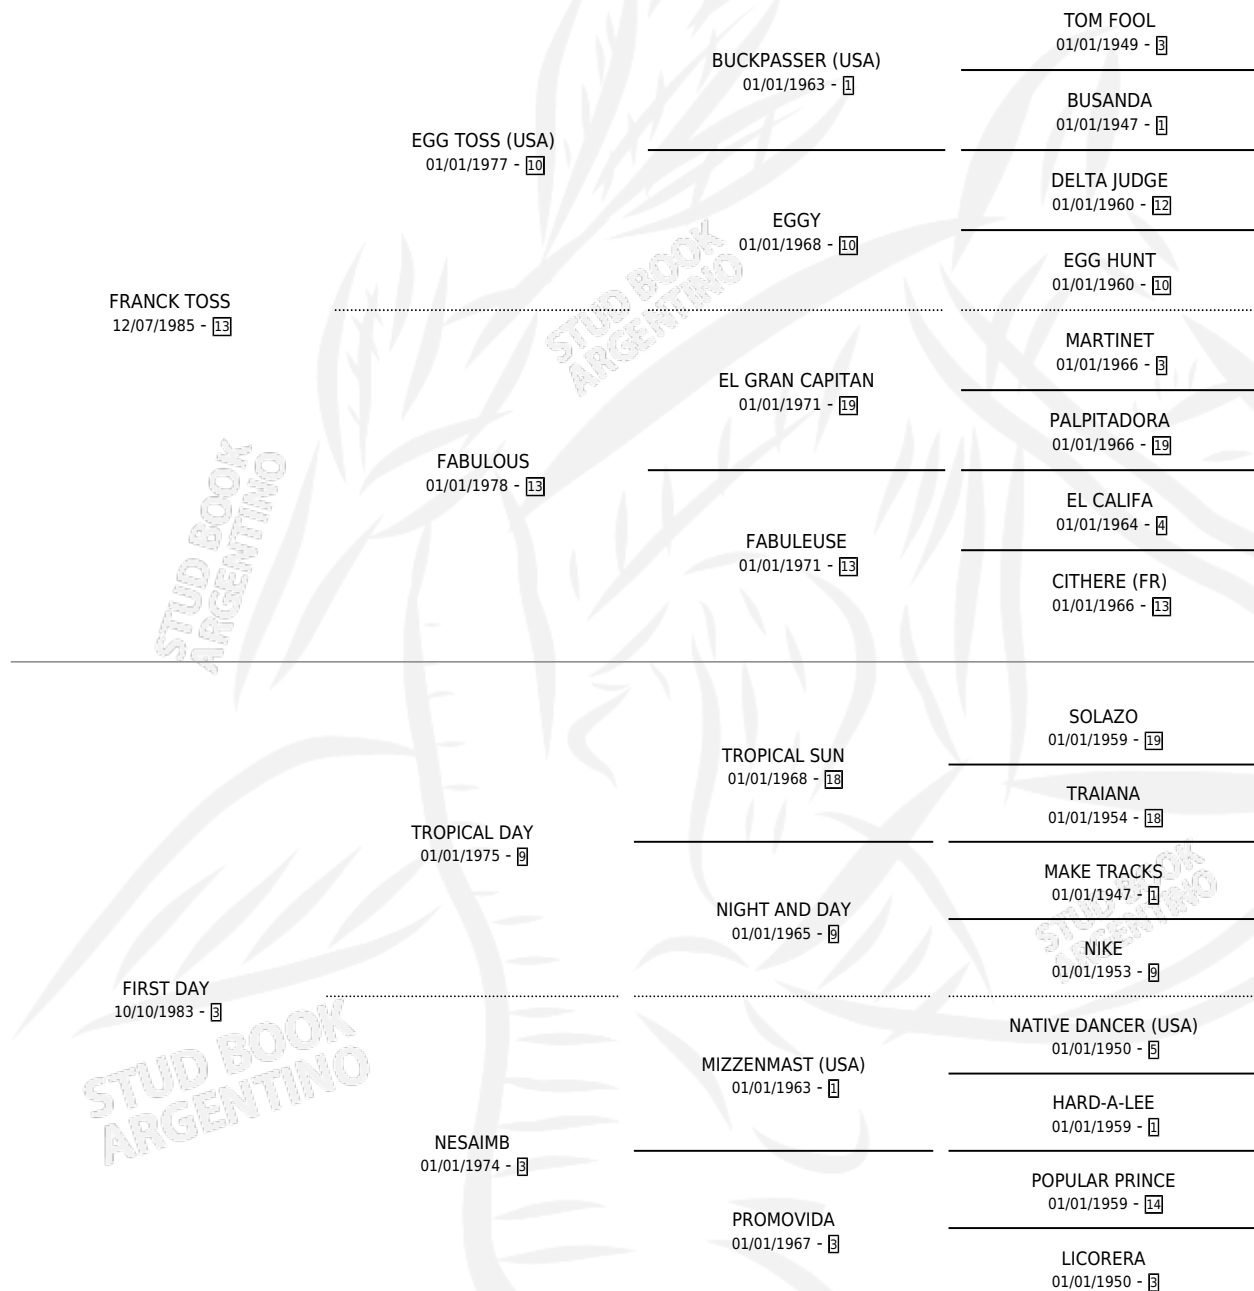 TOM FOOL
01/01/1949 - 3
BUCKPASSER (USA)
01/01/1963 - 1
BUSANDA
01/01/1947 - 1
EGG TOSS (USA)
01/01/1977 - 10
DELTA JUDGE
01/01/1960 - 12
EGGY
01/01/1968 - 10
EGG HUNT
01/01/1960 - 10
FRANCK TOSS
12/07/1985 - 13
STUD BOOK
ARGENTINO
MARTINET
01/01/1966 - 3
EL GRAN CAPITAN
01/01/1971 - 19
PALPITADORA
01/01/1966 - 19
FABULOUS
01/01/1978 - 13
EL CALIFA
01/01/1964 - 4
FABULEUSE
01/01/1971 - 13
CITHERE (FR)
01/01/1966 - 13
STUD BOOK
ARGENTINO
SOLAZO
01/01/1959 - 19
TROPICAL SUN
01/01/1968 - 18
TRAIANA
01/01/1954 - 18
TROPICAL DAY
01/01/1975 - 9
MAKE TRACKS
01/01/1947 - 1
NIGHT AND DAY
01/01/1965 - 9
STUD BOOK
ARGENTINO
NIKE
01/01/1953 - 9
FIRST DAY
10/10/1983 - 3
STUD BOOK
ARGENTINO
NATIVE DANCER (USA)
01/01/1950 - 5
MIZZENMAST (USA)
01/01/1963 - 1
HARD-A-LEE
01/01/1959 - 1
NESAIMB
01/01/1974 - 3
POPULAR PRINCE
01/01/1959 - 14
PROMOVIDA
01/01/1967 - 3
LICORERA
01/01/1950 - 3